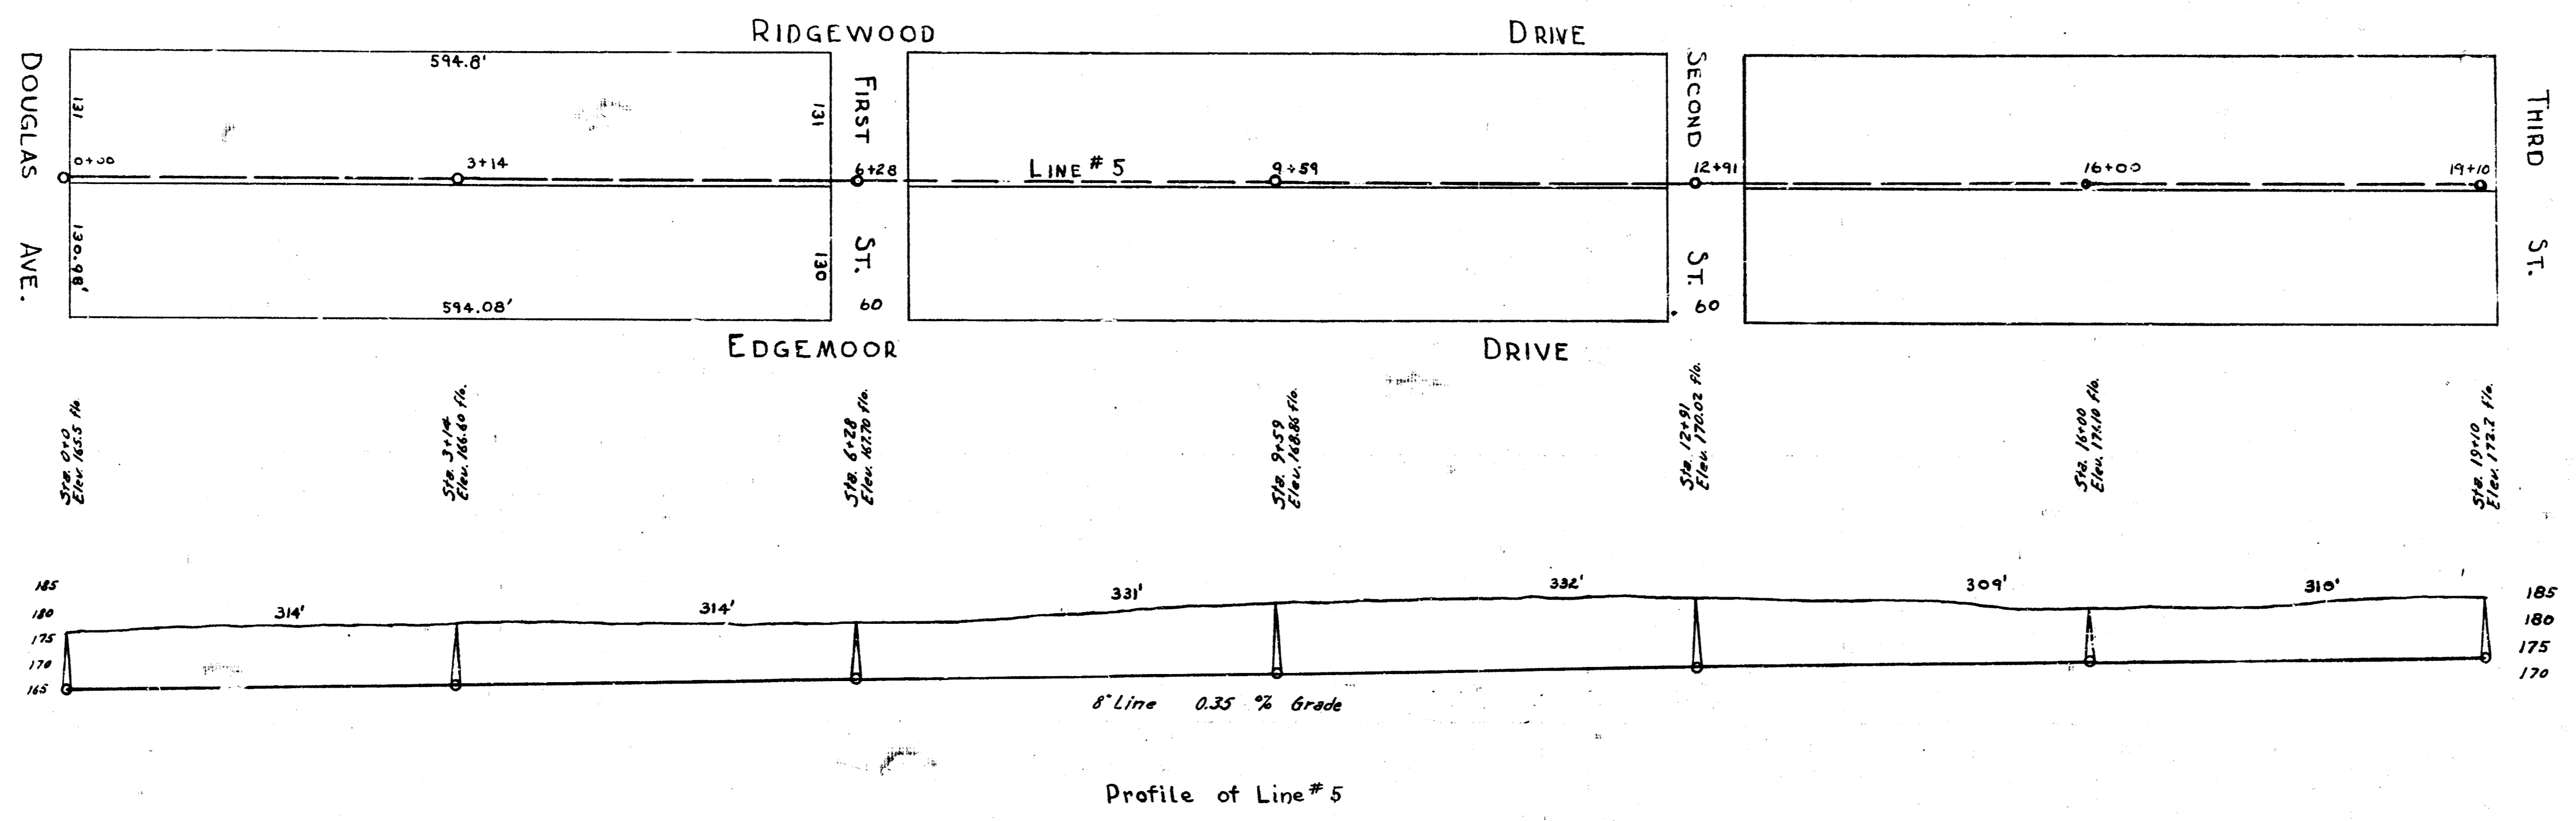 RIDGEWOOD DRIVE
DOUGLAS AVE.
594.8'
131
131
FIRST ST.
60
SECOND ST.
60
THIRD ST.
0+00
3+14
6+28
LINE # 5
9+59
12+91
16+00
19+10
130.98'
130
594.08'
EDGEMOOR DRIVE
Sta. 0+0
Elev. 165.5 flo.
Sta. 3+14
Elev. 166.60 flo.
Sta. 6+28
Elev. 167.70 flo.
Sta. 9+59
Elev. 168.86 flo.
Sta. 12+91
Elev. 170.02 flo.
Sta. 16+00
Elev. 171.10 flo.
Sta. 19+10
Elev. 172.2 flo.
185
180
175
170
165
314'
314'
331'
332'
309'
310'
185
180
175
170
8" Line 0.35 % Grade
Profile of Line # 5